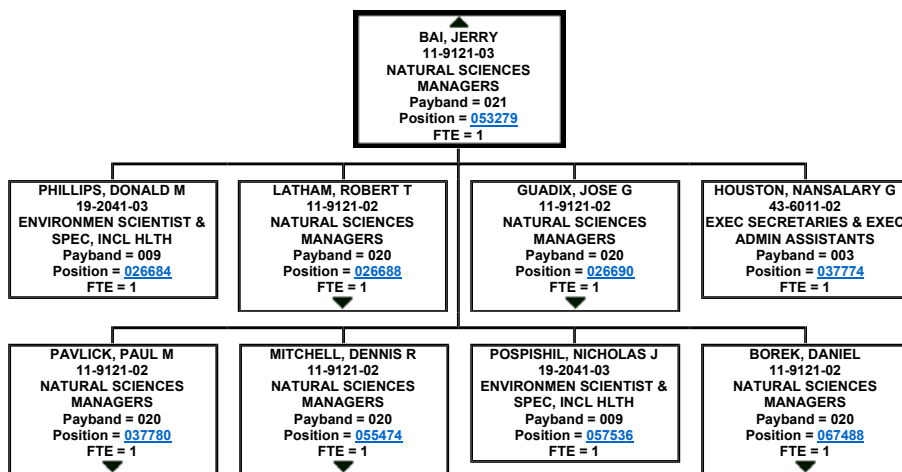 BAI, JERRY
11-9121-03
NATURAL SCIENCES
MANAGERS
Payband = 021
Position = 053279
FTE = 1
PHILLIPS, DONALD M
19-2041-03
ENVIRONMEN SCIENTIST &
SPEC, INCL HLTH
Payband = 009
Position = 026684
FTE = 1
LATHAM, ROBERT T
11-9121-02
NATURAL SCIENCES
MANAGERS
Payband = 020
Position = 026688
FTE = 1
GUADIX, JOSE G
11-9121-02
NATURAL SCIENCES
MANAGERS
Payband = 020
Position = 026690
FTE = 1
HOUSTON, NANSALARY G
43-6011-02
EXEC SECRETARIES & EXEC
ADMIN ASSISTANTS
Payband = 003
Position = 037774
FTE = 1
PAVLICK, PAUL M
11-9121-02
NATURAL SCIENCES
MANAGERS
Payband = 020
Position = 037780
FTE = 1
MITCHELL, DENNIS R
11-9121-02
NATURAL SCIENCES
MANAGERS
Payband = 020
Position = 055474
FTE = 1
POSPISHIL, NICHOLAS J
19-2041-03
ENVIRONMEN SCIENTIST &
SPEC, INCL HLTH
Payband = 009
Position = 057536
FTE = 1
BOREK, DANIEL
11-9121-02
NATURAL SCIENCES
MANAGERS
Payband = 020
Position = 067488
FTE = 1